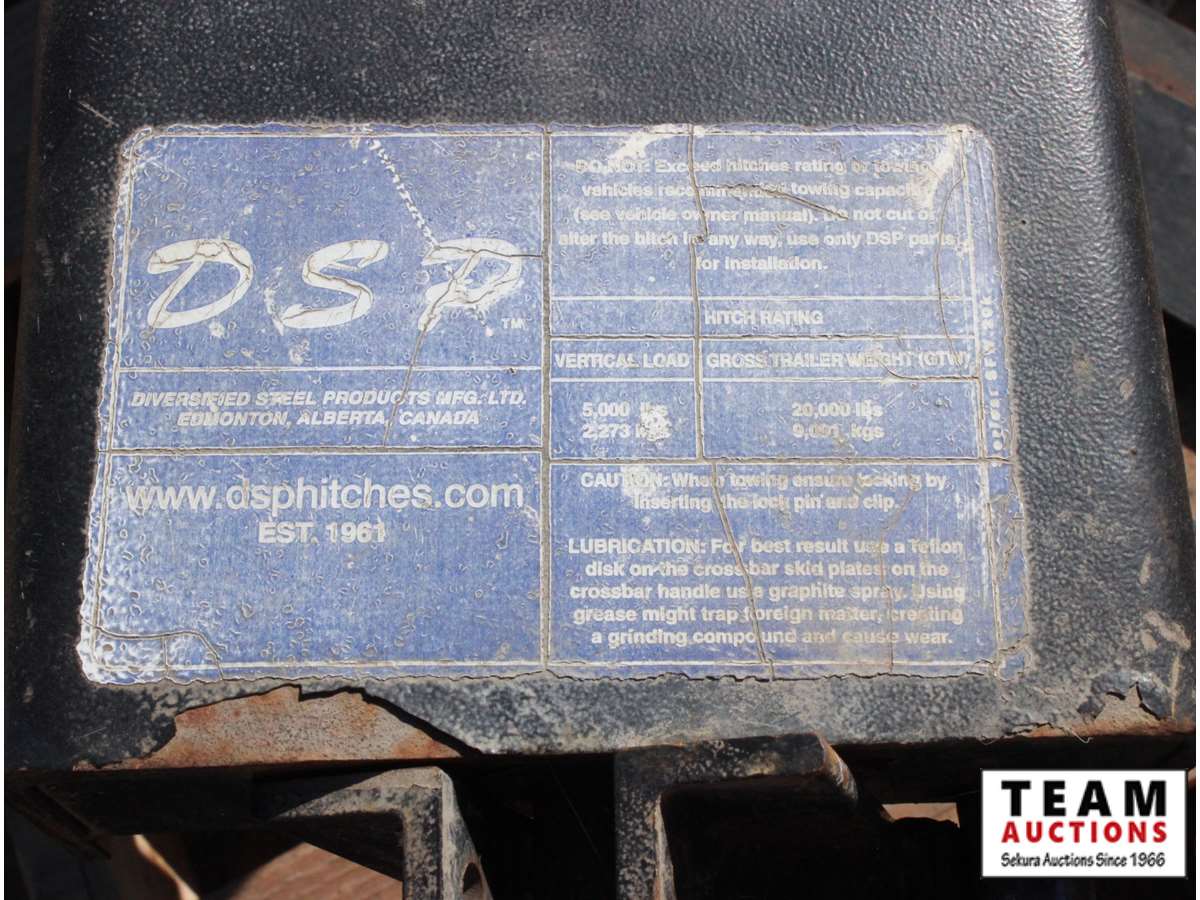 DSP
™
DIVERSIFIED STEEL PRODUCTS MFG. LTD.
EDMONTON, ALBERTA, CANADA
www.dsphitches.com
EST. 1961
DO NOT: Exceed hitches rating or towing
vehicles recommended towing capacity
(see vehicle owner manual). Do not cut or
alter the hitch in any way, use only DSP parts
for installation.
HITCH RATING
VERTICAL LOAD GROSS TRAILER WEIGHT (GTW)
5,000 lbs 20,000 lbs
2,273 kgs 9,091 kgs
CAUTION: When towing ensure locking by
inserting the lock pin and clip.
LUBRICATION: For best result use a Teflon
disk on the crossbar skid plates, on the
crossbar handle use graphite spray. Using
grease might trap foreign matter, creating
a grinding compound and cause wear.
TEAM
AUCTIONS
Sekura Auctions Since 1966